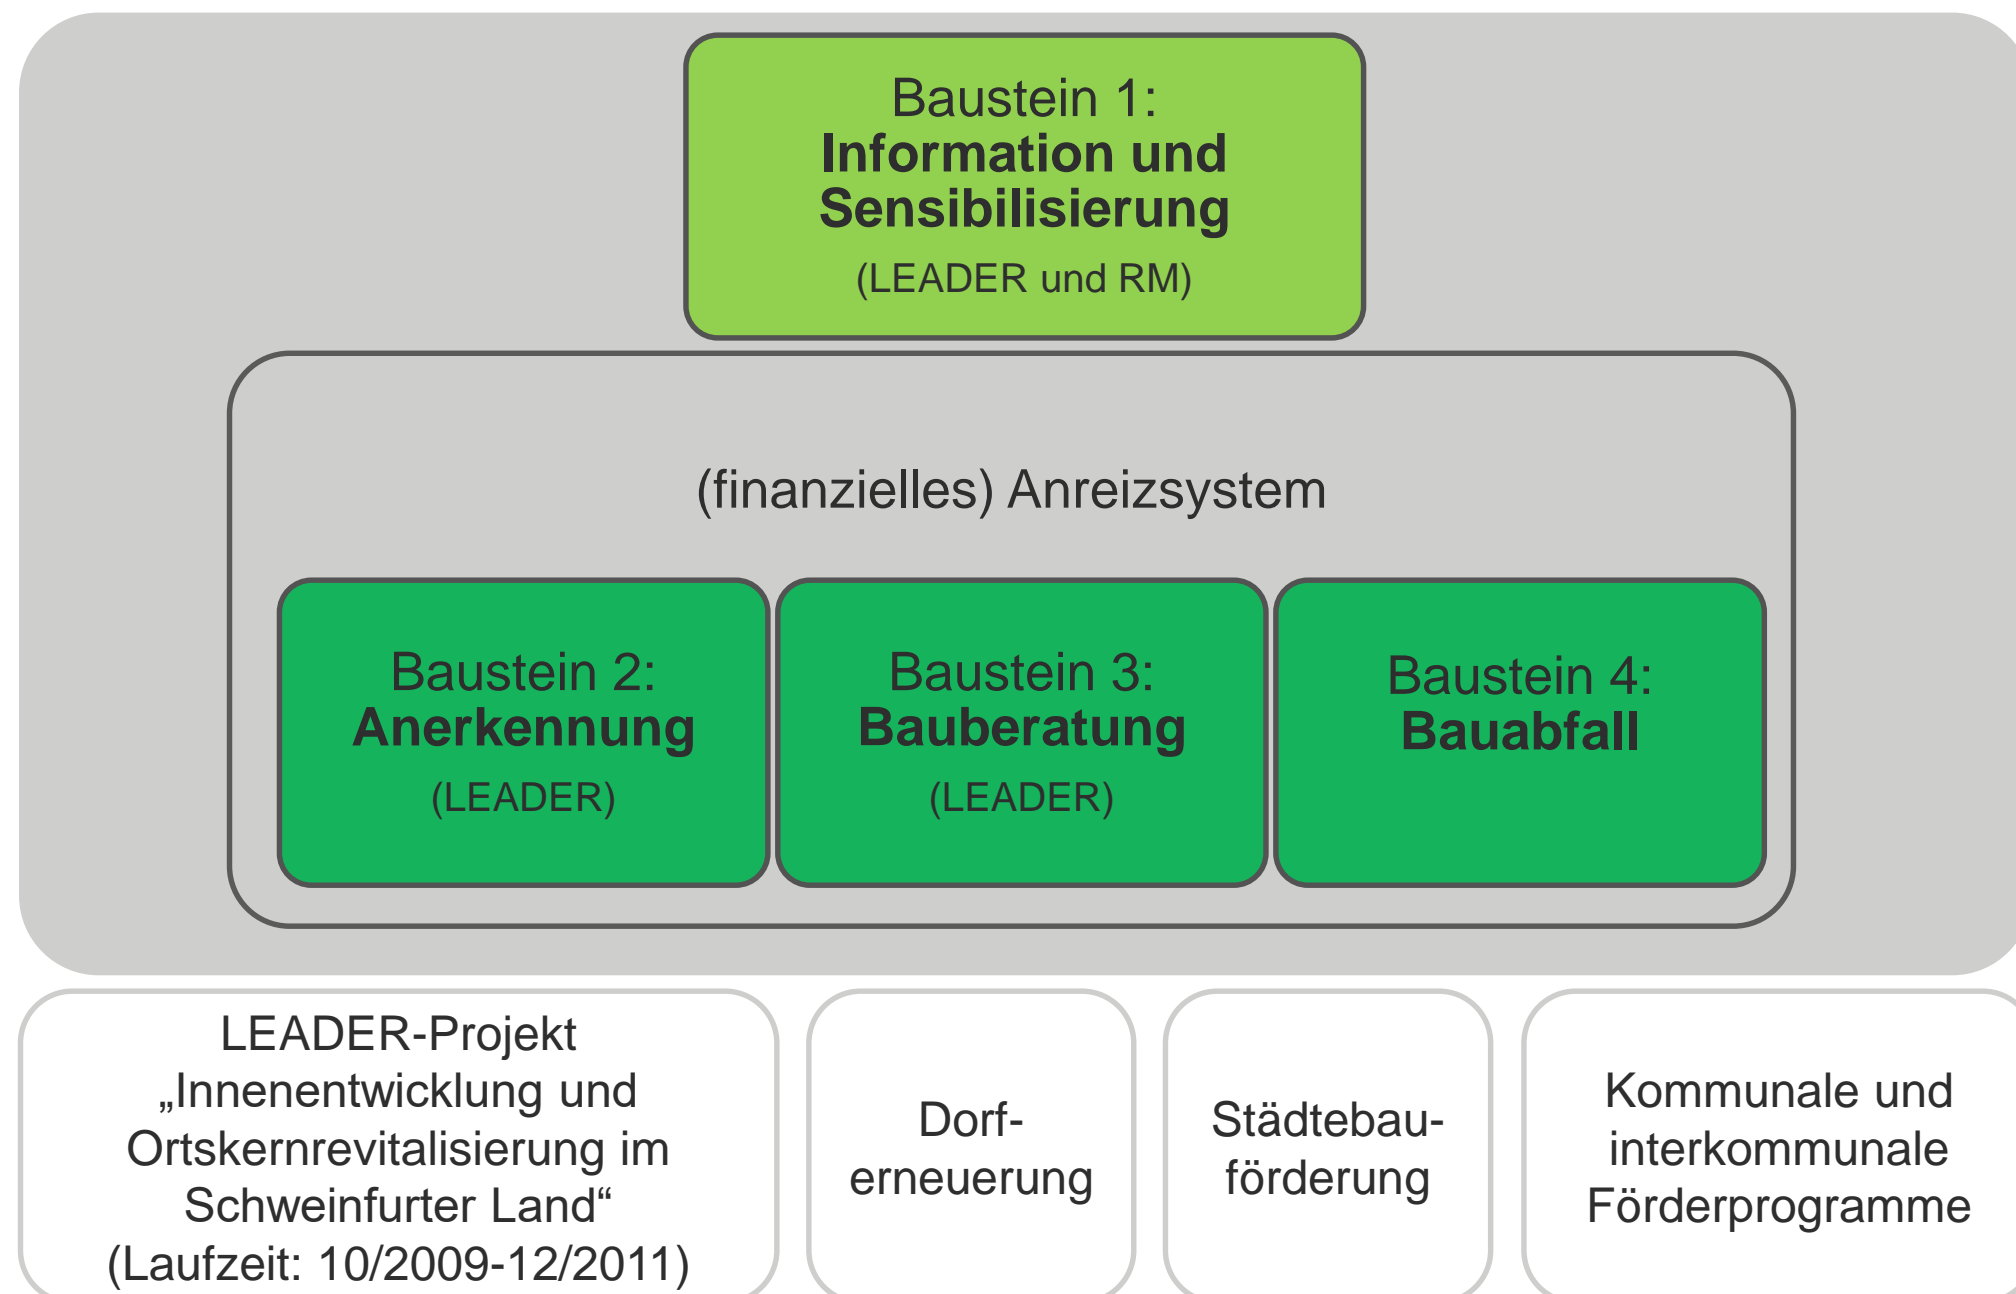 Baustein 1:
Information und
Sensibilisierung
(LEADER und RM)
(finanzielles) Anreizsystem
Baustein 2:
Anerkennung
(LEADER)
Baustein 3:
Bauberatung
(LEADER)
Baustein 4:
Bauabfall
LEADER-Projekt
„Innenentwicklung und
Ortskernrevitalisierung im
Schweinfurter Land“
(Laufzeit: 10/2009-12/2011)
Dorf-
erneuerung
Städtebau-
förderung
Kommunale und
interkommunale
Förderprogramme